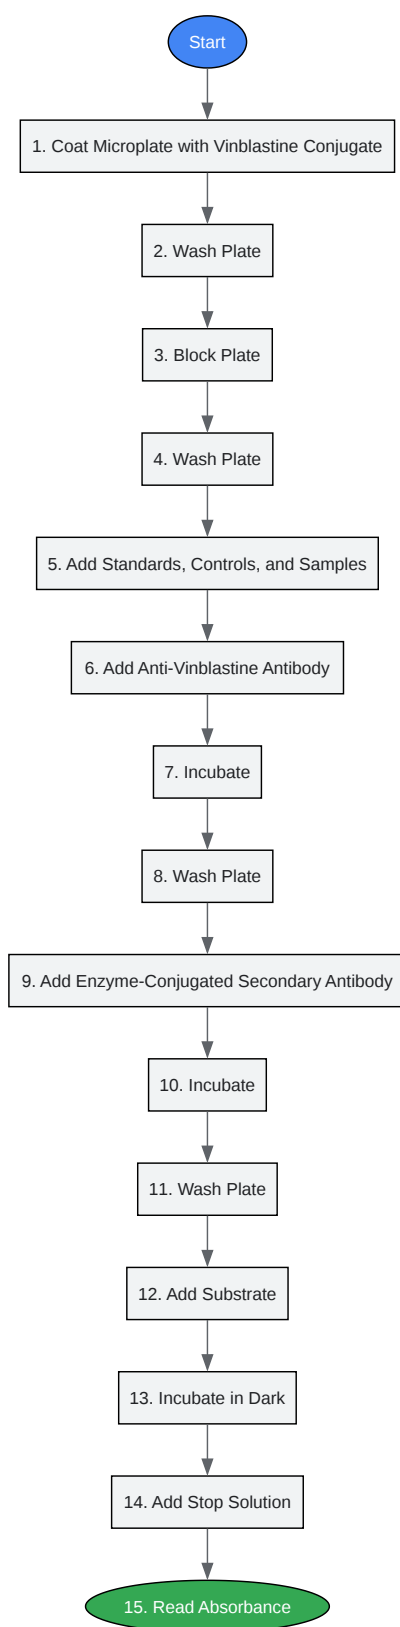 Start
1. Coat Microplate with Vinblastine Conjugate
2. Wash Plate
3. Block Plate
4. Wash Plate
5. Add Standards, Controls, and Samples
6. Add Anti-Vinblastine Antibody
7. Incubate
8. Wash Plate
9. Add Enzyme-Conjugated Secondary Antibody
10. Incubate
11. Wash Plate
12. Add Substrate
13. Incubate in Dark
14. Add Stop Solution
15. Read Absorbance